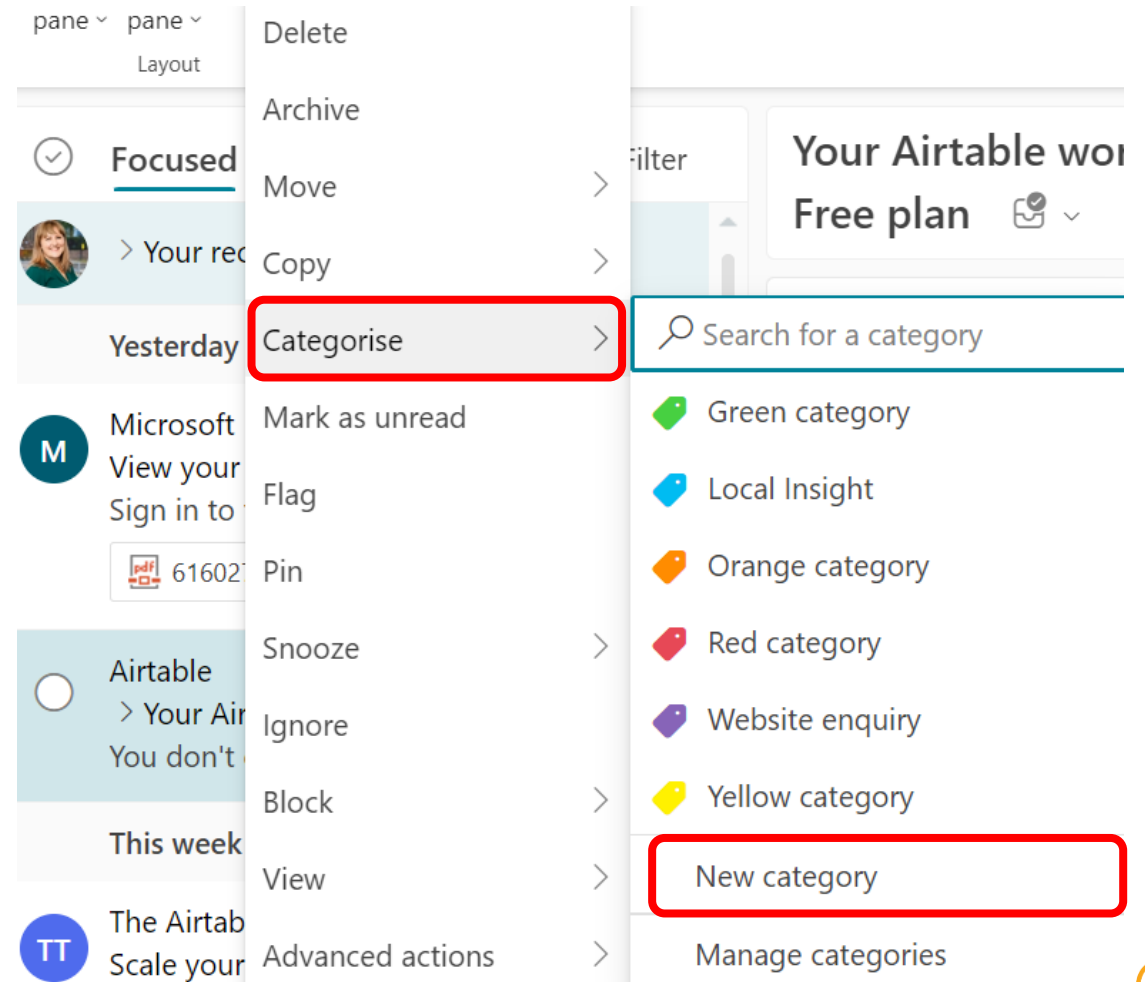 pane pane
Layout
Focused
Filter
Your rec
Yesterday
M
Microsoft
View your
Sign in to
pdf 616027
Airtable
Your Air
You don't
This week
TT
The Airtab
Scale your
Delete
Archive
Move
Copy
Categorise
Mark as unread
Flag
Pin
Snooze
Ignore
Block
View
Advanced actions
Your Airtable wor
Free plan
Search for a category
Green category
Local Insight
Orange category
Red category
Website enquiry
Yellow category
New category
Manage categories